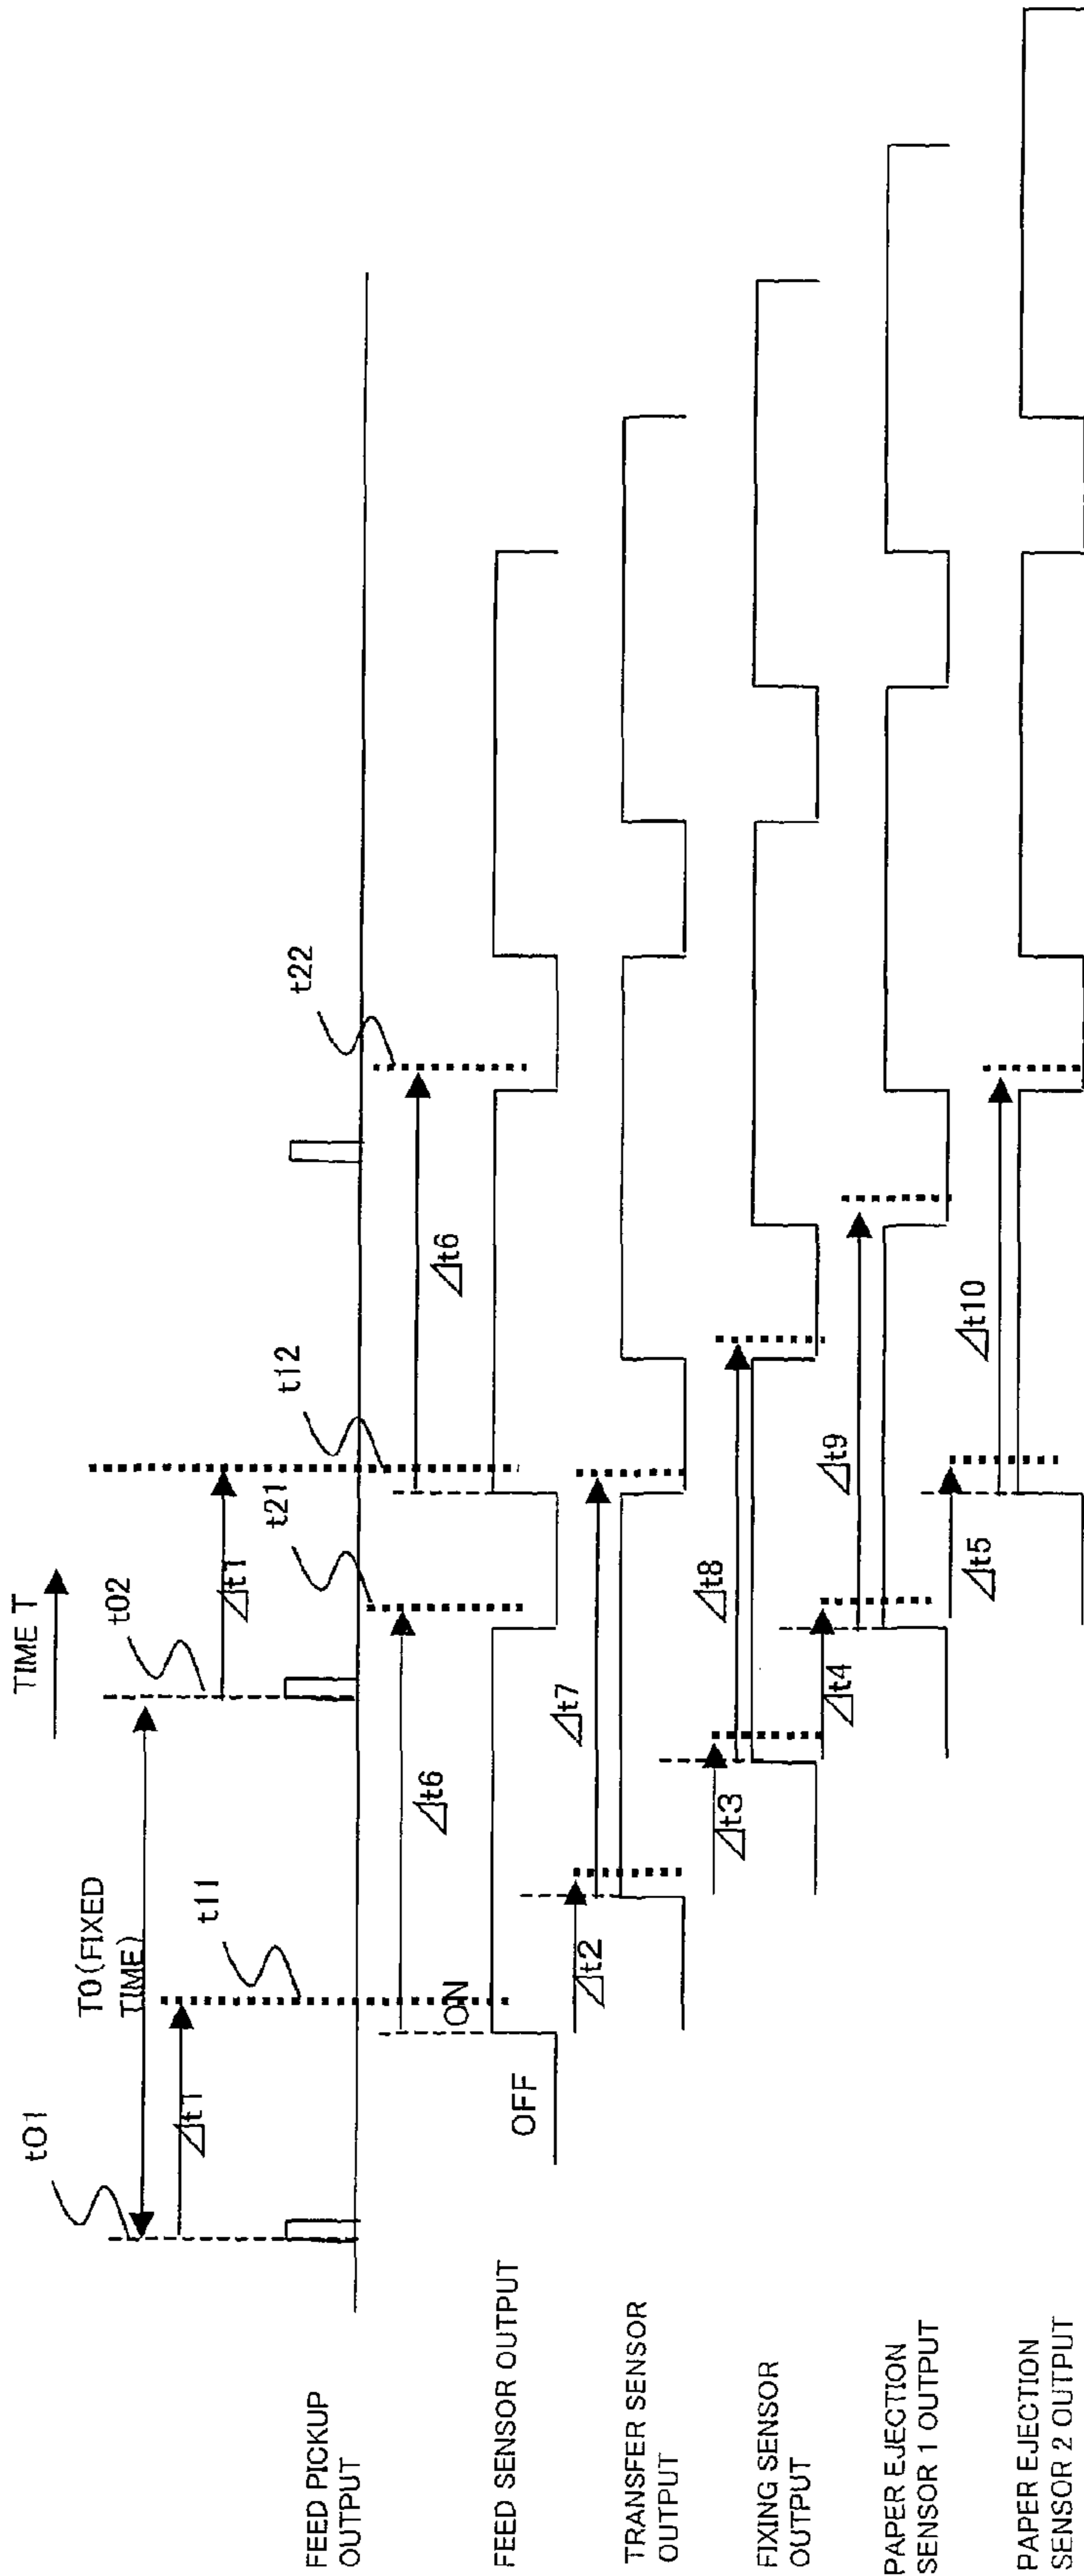 TIME T
t01
T0(FIXED
TIME)
t02
Δt1
t11
Δt1
t21
t12
t22
FEED PICKUP
OUTPUT
Δt6
Δt6
ON
OFF
FEED SENSOR OUTPUT
Δt2
Δt7
TRANSFER SENSOR
OUTPUT
Δt3
Δt8
FIXING SENSOR
OUTPUT
Δt4
Δt9
PAPER EJECTION
SENSOR 1 OUTPUT
Δt5
Δt10
PAPER EJECTION
SENSOR 2 OUTPUT